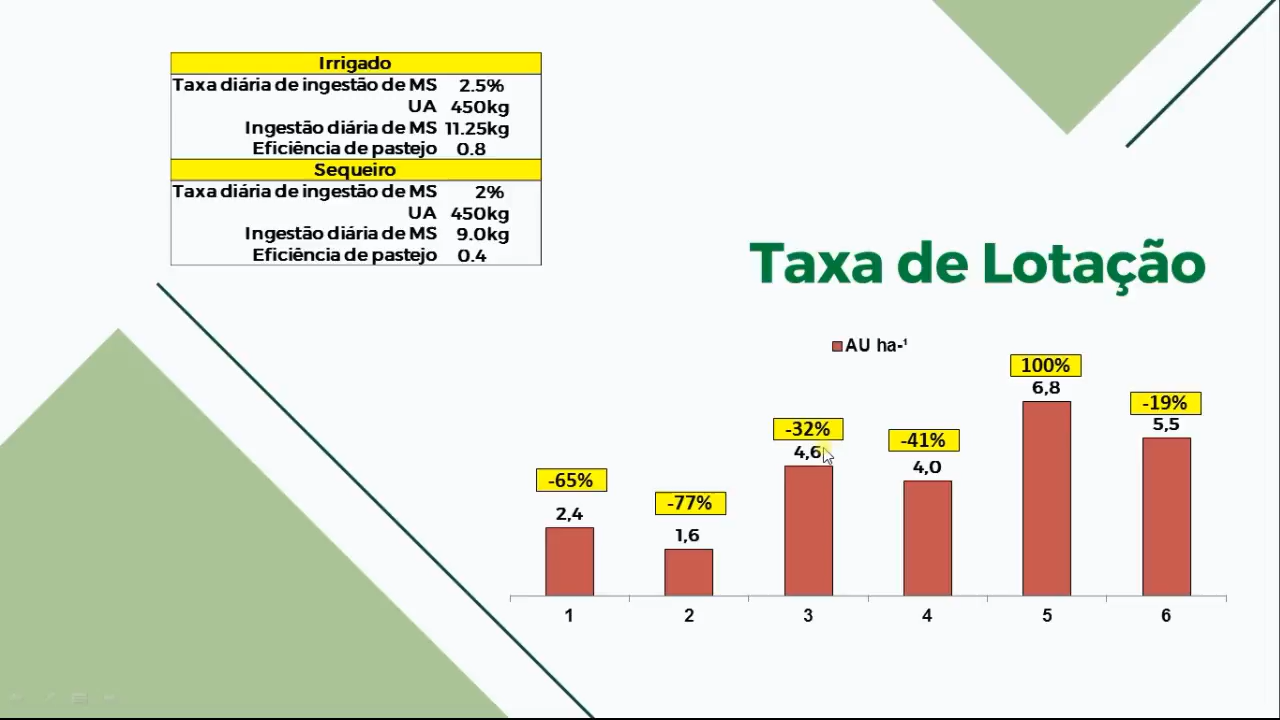 Irrigado
Taxa diária de ingestão de MS 2.5%
UA 450kg
Ingestão diária de MS 11.25kg
Eficiência de pastejo 0.8
Sequeiro
Taxa diária de ingestão de MS 2%
UA 450kg
Ingestão diária de MS 9.0kg
Eficiência de pastejo 0.4
Taxa de Lotação
AU ha-¹
-65%
2,4
-77%
1,6
-32%
4,6
-41%
4,0
100%
6,8
-19%
5,5
1 2 3 4 5 6